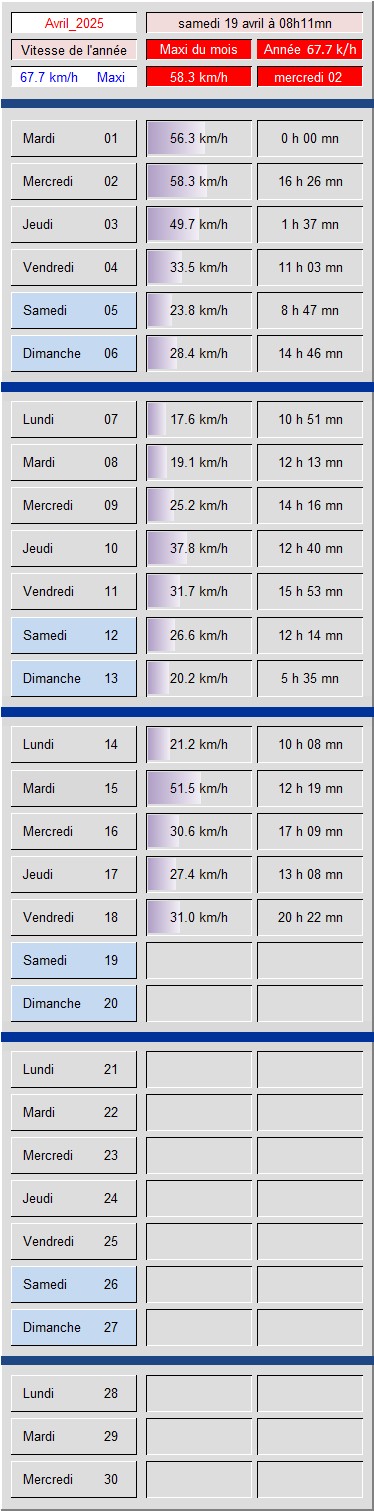 Avril_2025 samedi 19 avril à 08h11mn
Vitesse de l'année Maxi du mois Année 67.7 k/h
67.7 km/h Maxi 58.3 km/h mercredi 02
Mardi 01 56.3 km/h 0 h 00 mn
Mercredi 02 58.3 km/h 16 h 26 mn
Jeudi 03 49.7 km/h 1 h 37 mn
Vendredi 04 33.5 km/h 11 h 03 mn
Samedi 05 23.8 km/h 8 h 47 mn
Dimanche 06 28.4 km/h 14 h 46 mn
Lundi 07 17.6 km/h 10 h 51 mn
Mardi 08 19.1 km/h 12 h 13 mn
Mercredi 09 25.2 km/h 14 h 16 mn
Jeudi 10 37.8 km/h 12 h 40 mn
Vendredi 11 31.7 km/h 15 h 53 mn
Samedi 12 26.6 km/h 12 h 14 mn
Dimanche 13 20.2 km/h 5 h 35 mn
Lundi 14 21.2 km/h 10 h 08 mn
Mardi 15 51.5 km/h 12 h 19 mn
Mercredi 16 30.6 km/h 17 h 09 mn
Jeudi 17 27.4 km/h 13 h 08 mn
Vendredi 18 31.0 km/h 20 h 22 mn
Samedi 19
Dimanche 20
Lundi 21
Mardi 22
Mercredi 23
Jeudi 24
Vendredi 25
Samedi 26
Dimanche 27
Lundi 28
Mardi 29
Mercredi 30